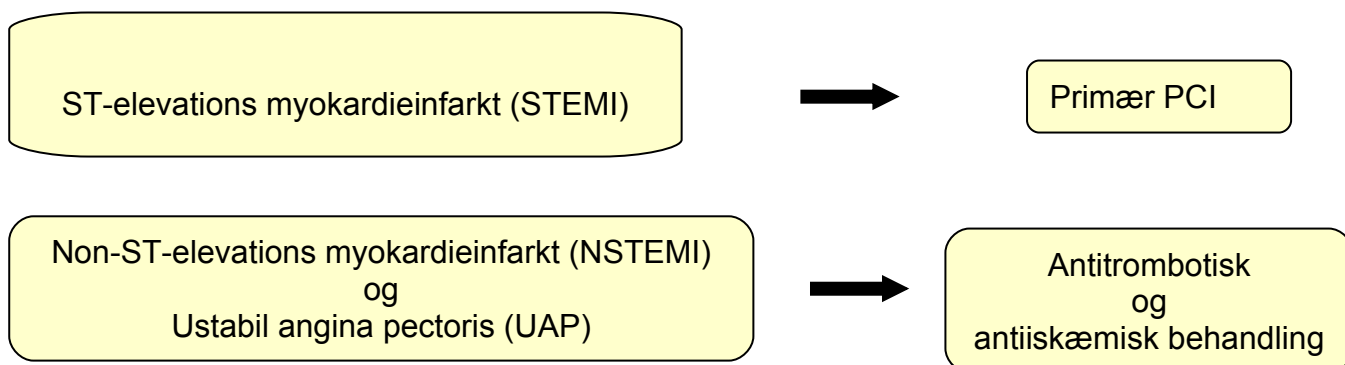 ST-elevations myokardieinfarkt (STEMI)
Primær PCI
Non-ST-elevations myokardieinfarkt (NSTEMI)
og
Ustabil angina pectoris (UAP)
Antitrombotisk
og
antiiskæmisk behandling